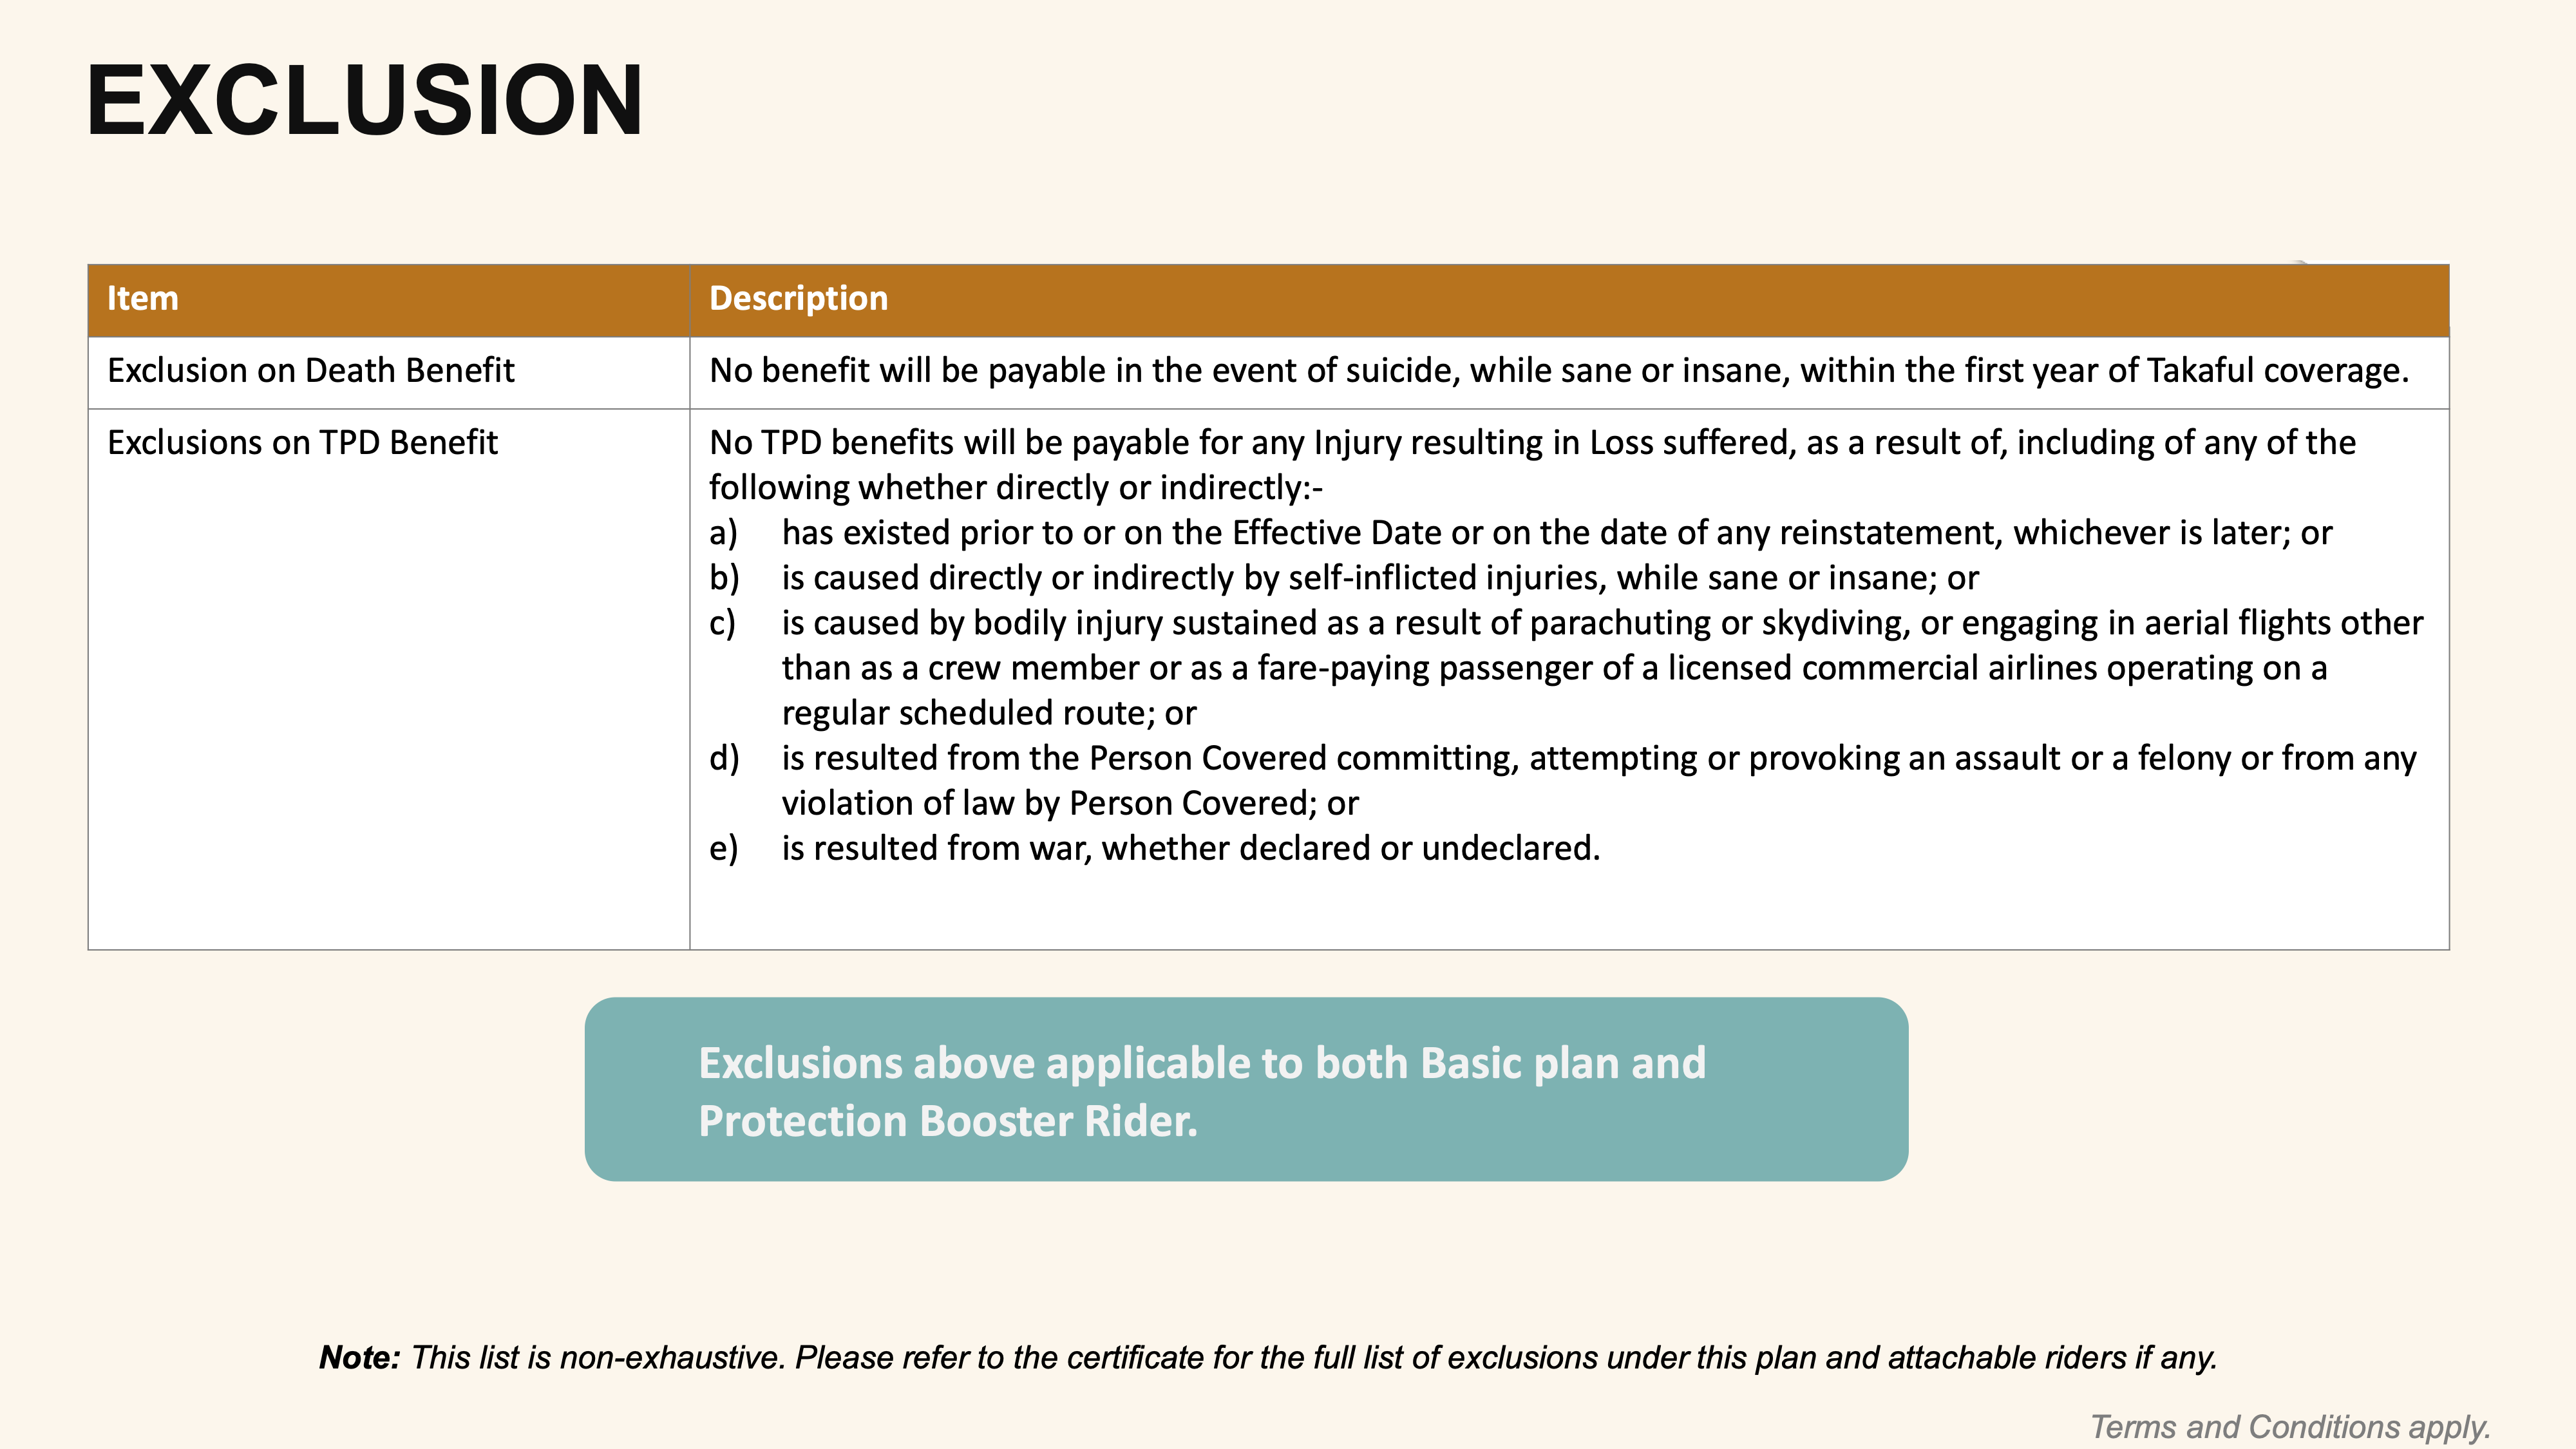 EXCLUSION
Item
Description
Exclusion on Death Benefit
No benefit will be payable in the event of suicide, while sane or insane, within the first year of Takaful coverage.
Exclusions on TPD Benefit
No TPD benefits will be payable for any Injury resulting in Loss suffered, as a result of, including of any of the
following whether directly or indirectly:-
a) has existed prior to or on the Effective Date or on the date of any reinstatement, whichever is later; or
b) is caused directly or indirectly by self-inflicted injuries, while sane or insane; or
c) is caused by bodily injury sustained as a result of parachuting or skydiving, or engaging in aerial flights other
than as a crew member or as a fare-paying passenger of a licensed commercial airlines operating on a
regular scheduled route; or
d) is resulted from the Person Covered committing, attempting or provoking an assault or a felony or from any
violation of law by Person Covered; or
e) is resulted from war, whether declared or undeclared.
Exclusions above applicable to both Basic plan and
Protection Booster Rider.
Note: This list is non-exhaustive. Please refer to the certificate for the full list of exclusions under this plan and attachable riders if any.
Terms and Conditions apply.